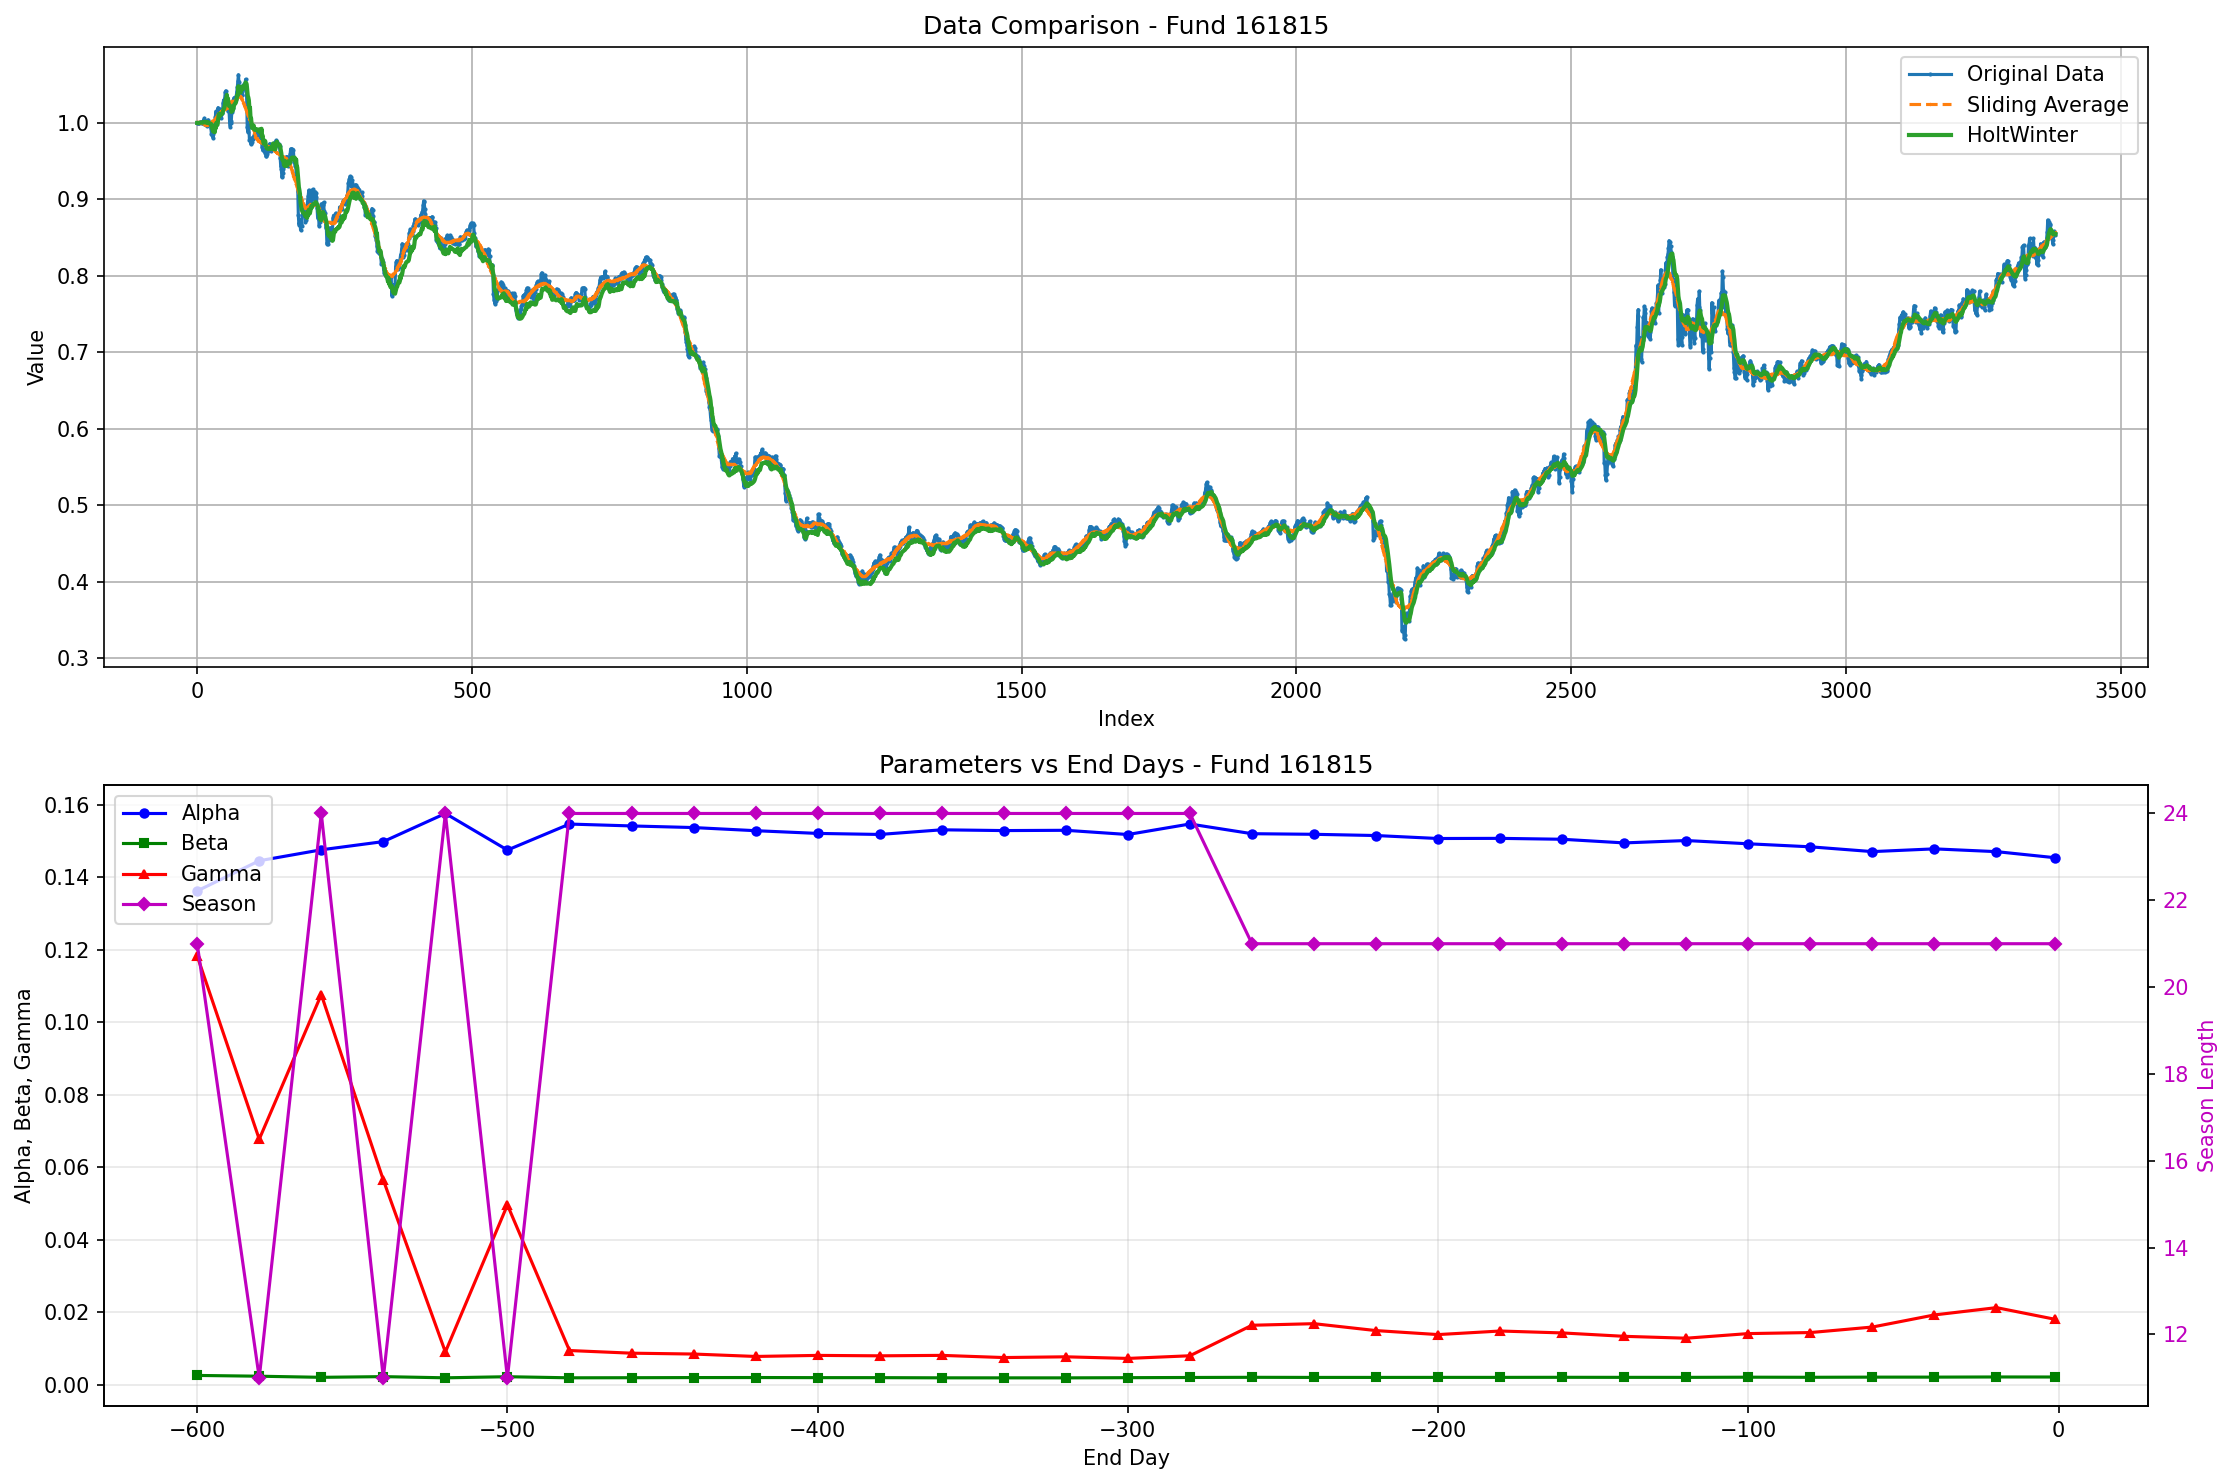 Data Comparison - Fund 161815
Original Data
Sliding Average
HoltWinter
Value
1.0
0.9
0.8
0.7
0.6
0.5
0.4
0.3
0 500 1000 1500 2000 2500 3000 3500
Index
Parameters vs End Days - Fund 161815
Alpha
Beta
Gamma
Season
Alpha, Beta, Gamma
0.16
0.14
0.12
0.10
0.08
0.06
0.04
0.02
0.00
24
22
20
18
16
14
12
Season Length
−600 −500 −400 −300 −200 −100 0
End Day